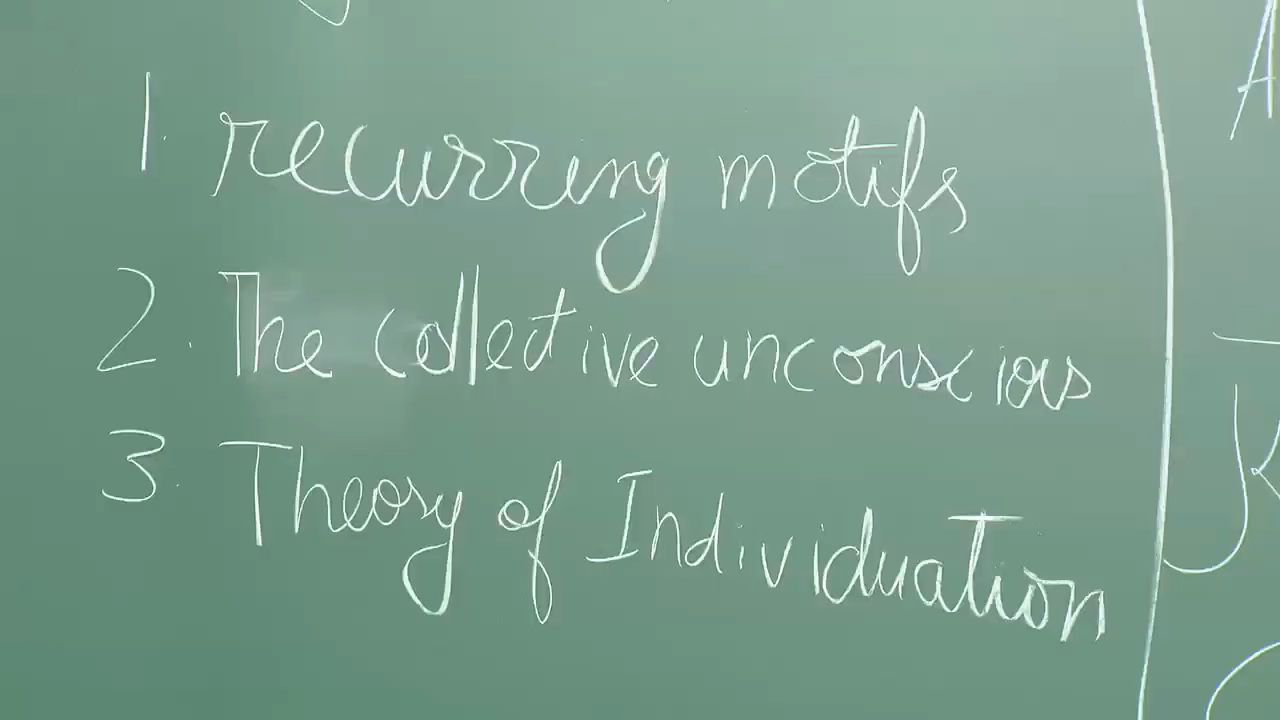 1. recurring motifs
2. The collective unconscious
3. Theory of Individuation